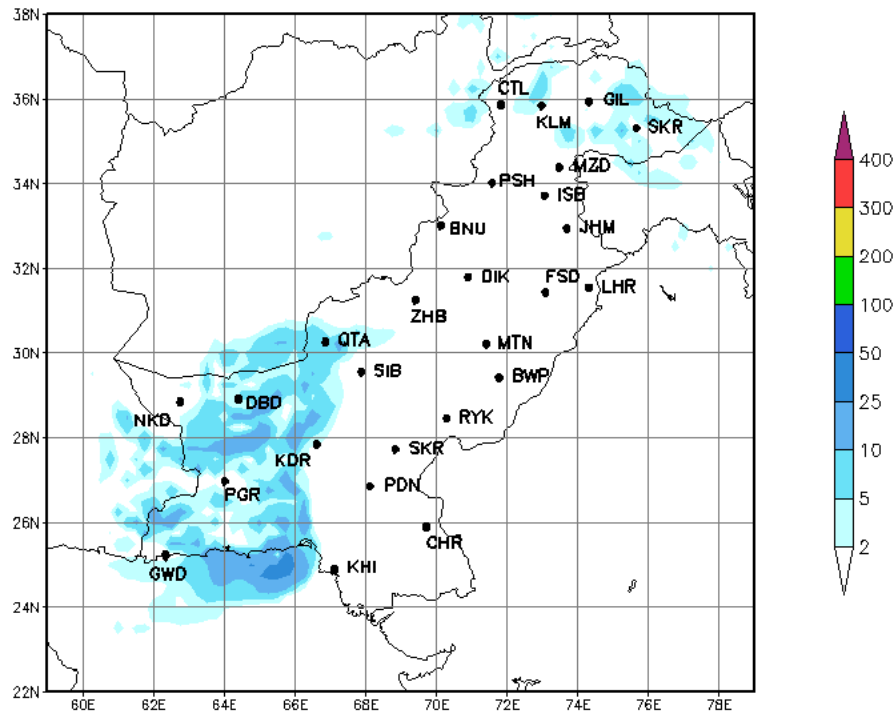 38N
36N
CTL
GIL
KLM
SKR
400
34N
MZD
PSH
ISB
300
BNU
JHM
32N
DIK
FSD
LHR
200
ZHB
100
30N
QTA
MTN
SIB
BWP
50
NKD
DBD
RYK
28N
KDR
SKR
25
PGR
PDN
10
26N
CHR
5
GWD
KHI
2
24N
22N
60E 62E 64E 66E 68E 70E 72E 74E 76E 78E